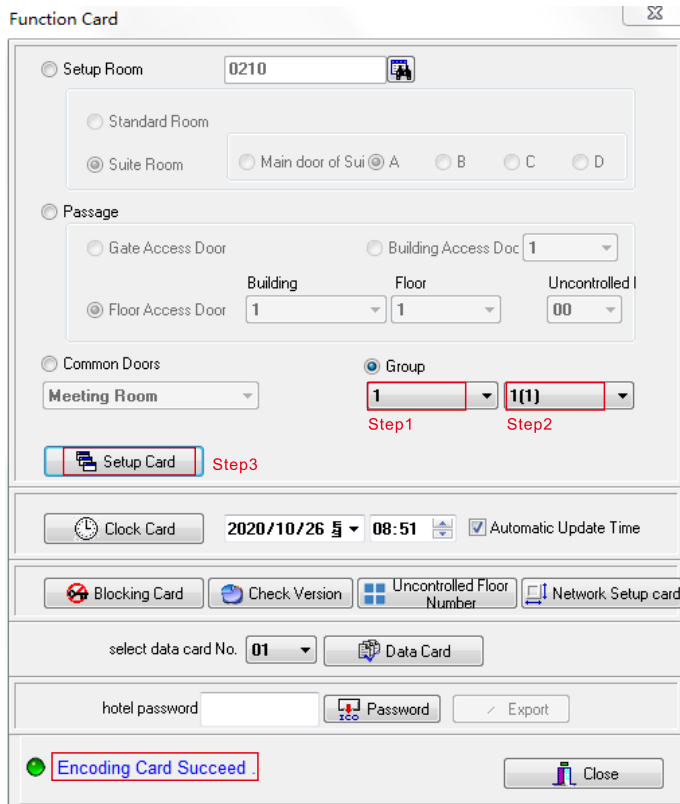 Function Card
Setup Room 0210
Standard Room
Suite Room Main door of Sui A B C D
Passage
Gate Access Door Building Access Doc 1
Building Floor Uncontrolled
Floor Access Door 1 1 00
Common Doors Group
Meeting Room 1 1(1)
Step1 Step2
Setup Card Step3
Clock Card 2020/10/26 08:51 Automatic Update Time
Blocking Card Check Version Uncontrolled Floor Number Network Setup card
select data card No. 01 Data Card
hotel password ICO Password Export
Encoding Card Succeed . Close